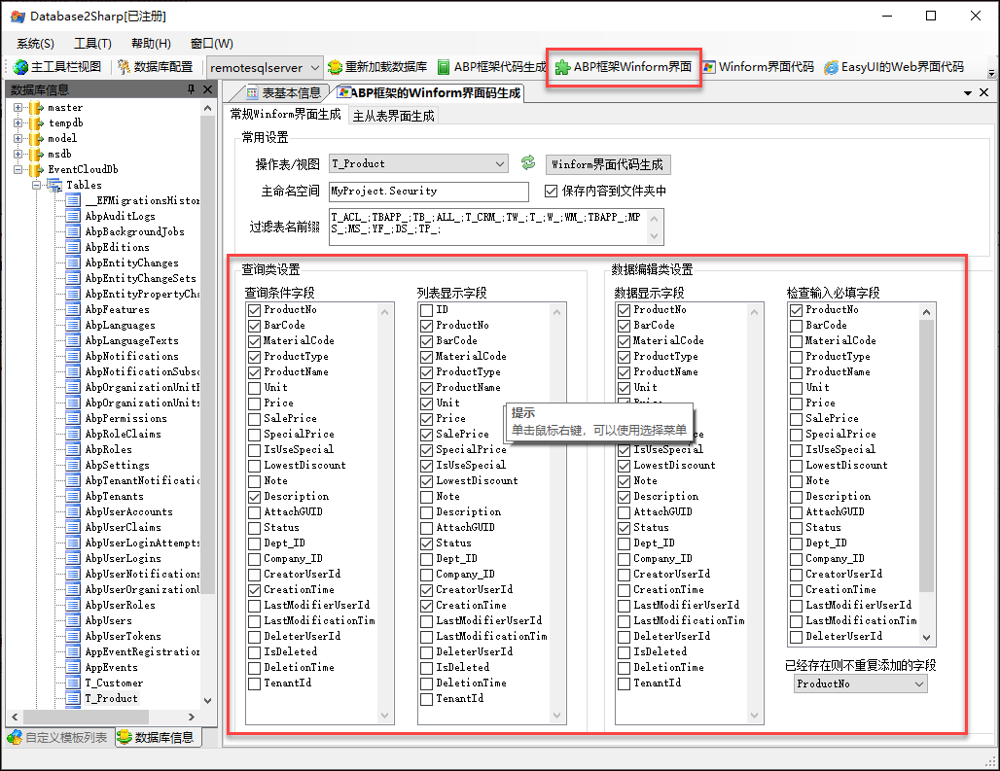 Database2Sharp[已注册]
系统(S) 工具(T) 帮助(H) 窗口(W)
主工具栏视图 数据库配置 remotesqlserver 重新加载数据库 ABP框架代码生成 ABP框架Winform界面 Winform界面代码 EasyUI的Web界面代码
数据库信息
master
tempdb
model
msdb
EventCloudDb
Tables
__EFMigrationsHistor
AbpAuditLogs
AbpBackgroundJobs
AbpEditions
AbpEntityChanges
AbpEntityChangeSets
AbpEntityPropertyCha
AbpFeatures
AbpLanguages
AbpLanguageTexts
AbpNotifications
AbpNotificationSubsc
AbpOrganizationUnitR
AbpOrganizationUnits
AbpPermissions
AbpRoleClaims
AbpRoles
AbpSettings
AbpTenantNotificatio
AbpTenants
AbpUserAccounts
AbpUserClaims
AbpUserLoginAttempts
AbpUserLogins
AbpUserNotifications
AbpUserOrganizationU
AbpUserRoles
AbpUsers
AbpUserTokens
AppEventRegistration
AppEvents
T_Customer
T_Product
自定义模板列表 数据库信息
表基本信息 ABP框架的Winform界面码生成
常规Winform界面生成 主从表界面生成
常用设置
操作表/视图 T_Product Winform界面代码生成
主命名空间 MyProject.Security 保存内容到文件夹中
过滤表名前缀 T_ACL_;TBAPP_;TB_;ALL_;T_CRM_;TW_;T_;W_;WM_;TBAPP_;MP
S_;MS_;YF_;DS_;TP_;
查询类设置
查询条件字段
ProductNo
BarCode
MaterialCode
ProductType
ProductName
Unit
Price
SalePrice
SpecialPrice
IsUseSpecial
LowestDiscount
Note
Description
AttachGUID
Status
Dept_ID
Company_ID
CreatorUserId
CreationTime
LastModifierUserId
LastModificationTim
DeleterUserId
IsDeleted
DeletionTime
TenantId
列表显示字段
ID
ProductNo
BarCode
MaterialCode
ProductType
ProductName
Unit
Price
SalePrice
SpecialPrice
IsUseSpecial
LowestDiscount
Note
Description
AttachGUID
Status
Dept_ID
Company_ID
CreatorUserId
CreationTime
LastModifierUserId
LastModificationTim
DeleterUserId
IsDeleted
DeletionTime
TenantId
提示
单击鼠标右键，可以使用选择菜单
数据编辑类设置
数据显示字段
ProductNo
BarCode
MaterialCode
ProductType
ProductName
Unit
IsUseSpecial
LowestDiscount
Note
Description
AttachGUID
Status
Dept_ID
Company_ID
CreatorUserId
CreationTime
LastModifierUserId
LastModificationTim
DeleterUserId
IsDeleted
DeletionTime
TenantId
检查输入必填字段
ProductNo
BarCode
MaterialCode
ProductType
ProductName
Unit
Price
SalePrice
SpecialPrice
IsUseSpecial
LowestDiscount
Note
Description
AttachGUID
Status
Dept_ID
Company_ID
CreatorUserId
CreationTime
LastModifierUserId
LastModificationTim
DeleterUserId
已经存在则不重复添加的字段
ProductNo